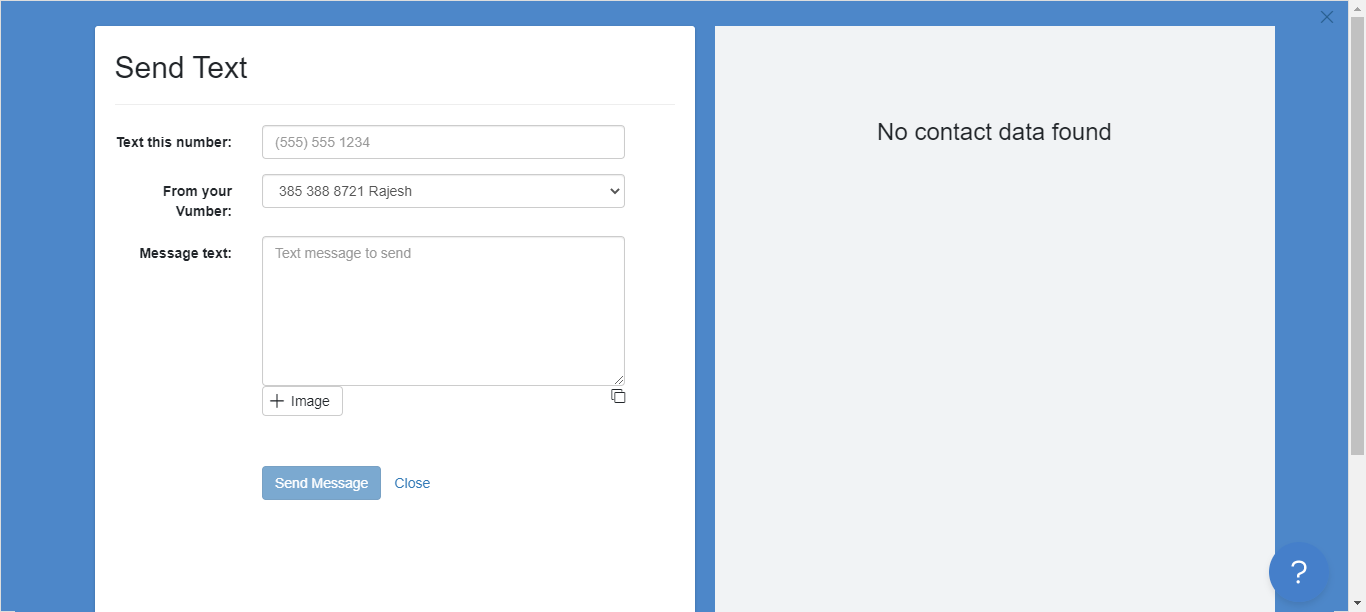 Send Text
Text this number:
(555) 555 1234
From your
Vumber:
385 388 8721 Rajesh
Message text:
Text message to send
Image
Send Message
Close
No contact data found
?